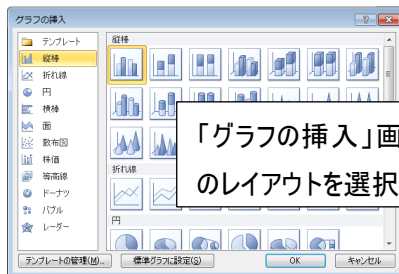 グラフの挿入
テンプレート
縦棒
折れ線
円
横棒
面
散布図
株価
等高線
ドーナツ
バブル
レーダー
縦棒
折れ線
円
「グラフの挿入」画
のレイアウトを選択
テンプレートの管理(M)...
標準グラフに設定(S)
OK
キャンセル